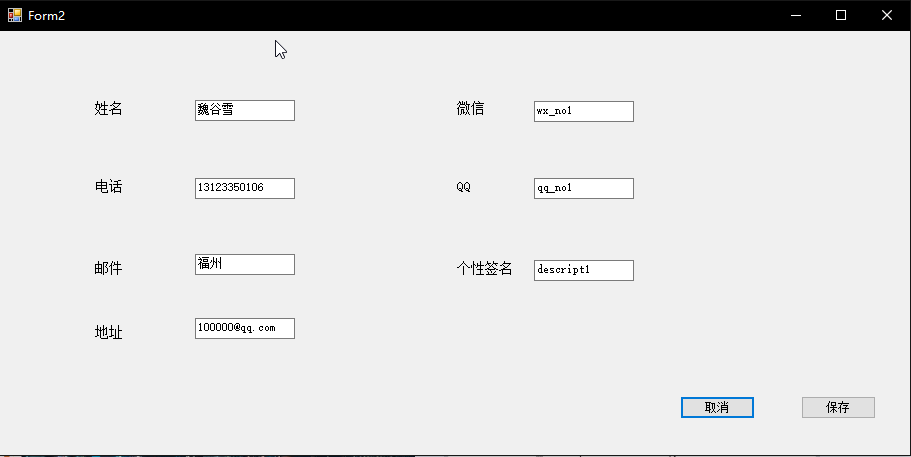 Form2
姓名 魏谷雪 微信 wx_no1
电话 13123350106 QQ qq_no1
邮件 福州 个性签名 descript1
地址 100000@qq.com
取消 保存